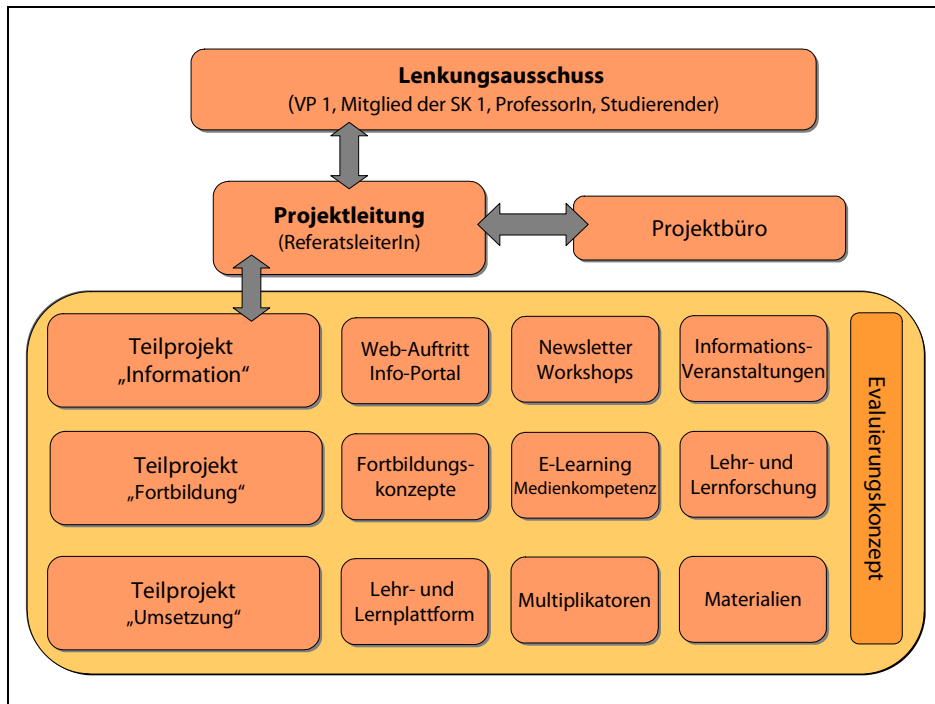 Lenkungsausschuss
(VP 1, Mitglied der SK 1, ProfessorIn, Studierender)
Projektleitung
(ReferatsleiterIn)
Projektbüro
Teilprojekt
„Information“
Web-Auftritt
Info-Portal
Newsletter
Workshops
Informations-
Veranstaltungen
Teilprojekt
„Fortbildung“
Fortbildungs-
konzepte
E-Learning
Medienkompetenz
Lehr- und
Lernforschung
Teilprojekt
„Umsetzung“
Lehr- und
Lernplattform
Multiplikatoren
Materialien
Evaluierungskonzept